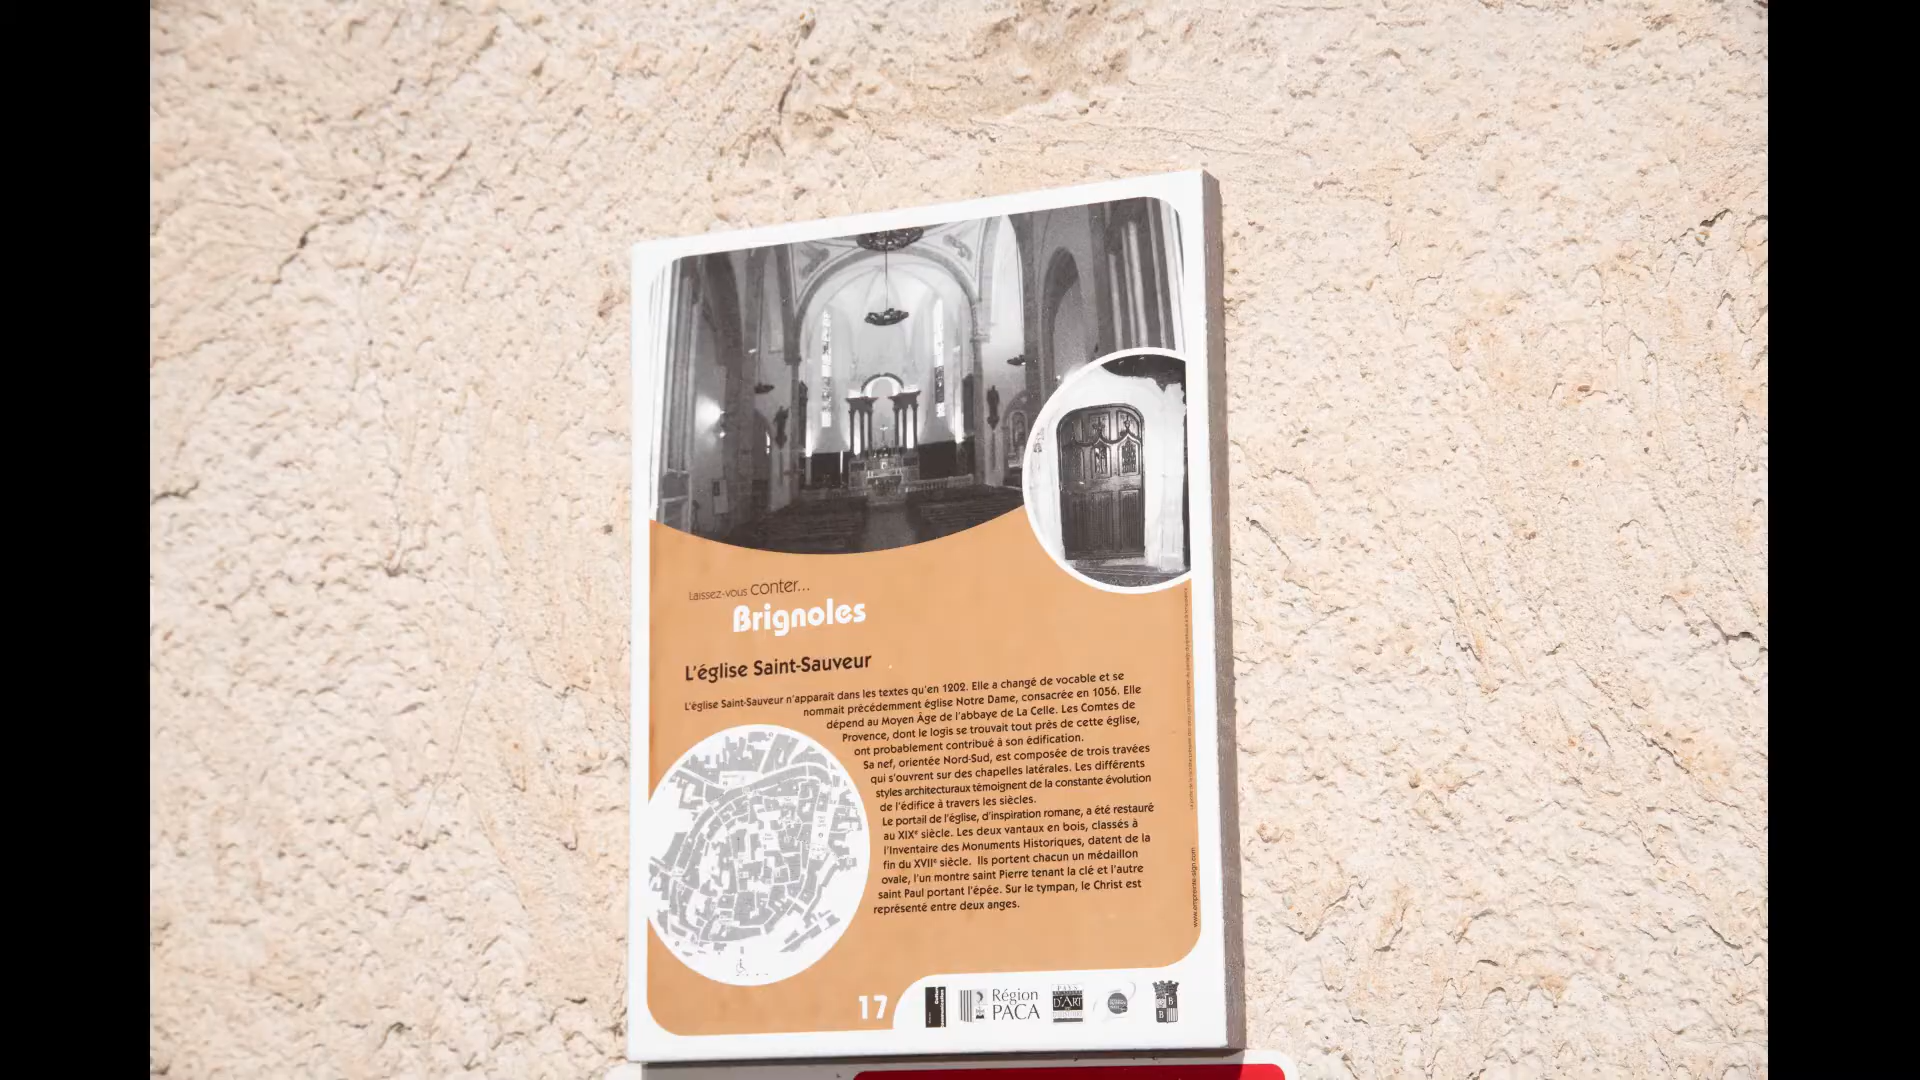 Laissez-vous conter...
Brignoles
L'église Saint-Sauveur
L'église Saint-Sauveur n'apparait dans les textes qu'en 1202. Elle a changé de vocable et se
nommait précédemment église Notre Dame, consacrée en 1056. Elle
dépend au Moyen Âge de l'abbaye de La Celle. Les Comtes de
Provence, dont le logis se trouvait tout près de cette église,
ont probablement contribué à son édification.
Sa nef, orientée Nord-Sud, est composée de trois travées
qui s'ouvrent sur des chapelles latérales. Les différents
styles architecturaux témoignent de la constante évolution
de l'édifice à travers les siècles.
Le portail de l'église, d'inspiration romane, a été restauré
au XIXe siècle. Les deux vantaux en bois, classés à
l'Inventaire des Monuments Historiques, datent de la
fin du XVIIe siècle. Ils portent chacun un médaillon
ovale, l'un montre saint Pierre tenant la clé et l'autre
saint Paul portant l'épée. Sur le tympan, le Christ est
représenté entre deux anges.
www.empreinte-sign.com
17
Région
PACA
D'ART
B
B